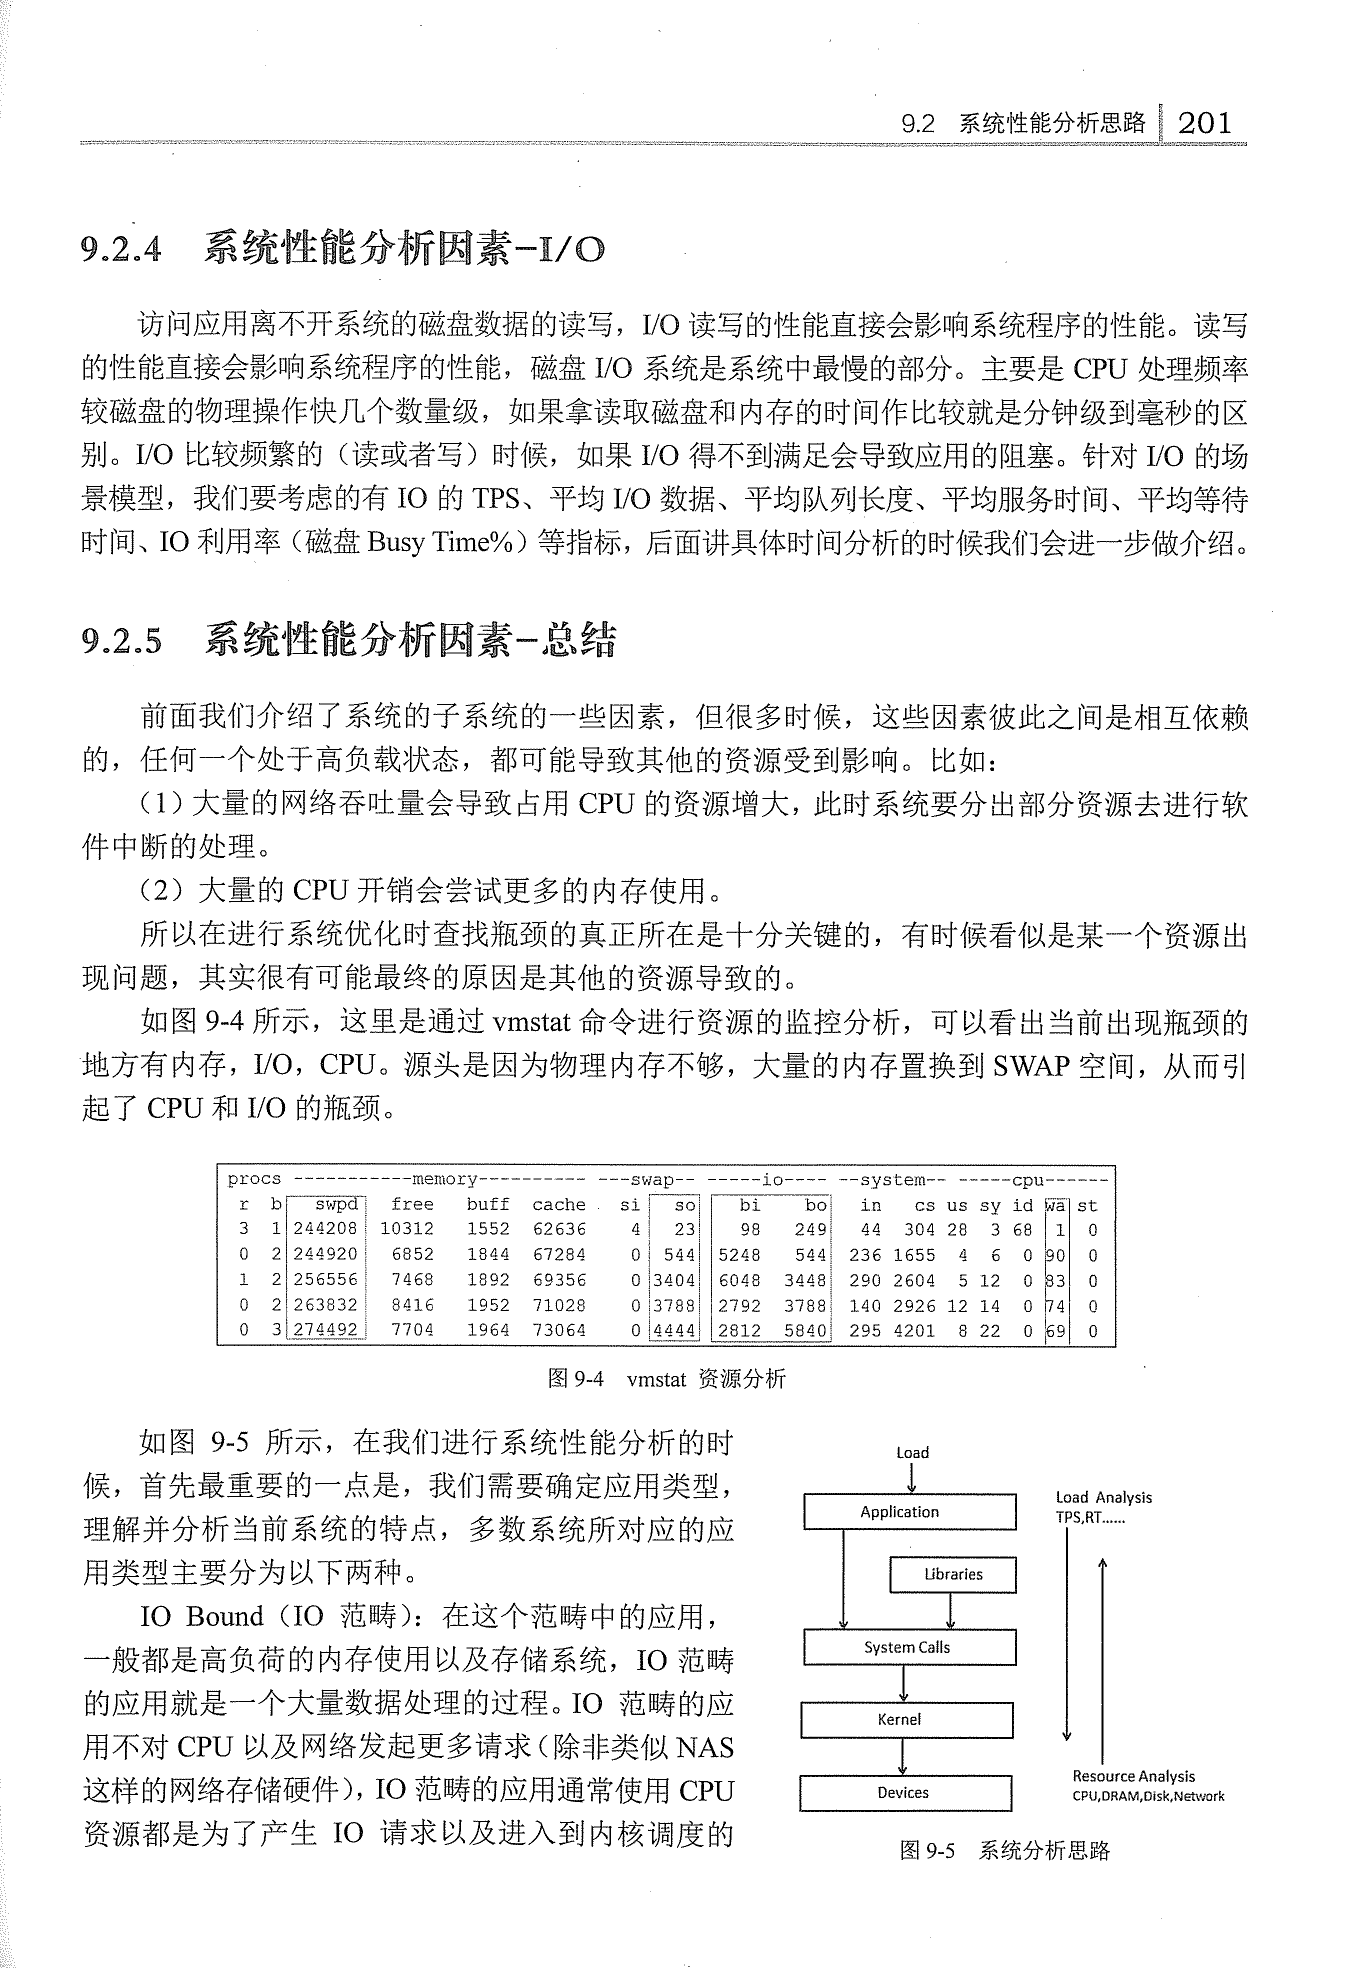 9.2 系统性能分析思路 201
9.2.4 系统性能分析因素-I/O
访问应用离不开系统的磁盘数据的读写，I/O 读写的性能直接会影响系统程序的性能。读写
的性能直接会影响系统程序的性能，磁盘 I/O 系统是系统中最慢的部分。主要是 CPU 处理频率
较磁盘的物理操作快几个数量级，如果拿读取磁盘和内存的时间作比较就是分钟级到毫秒的区
别。I/O 比较频繁的（读或者写）时候，如果 I/O 得不到满足会导致应用的阻塞。针对 I/O 的场
景模型，我们要考虑的有 IO 的 TPS、平均 I/O 数据、平均队列长度、平均服务时间、平均等待
时间、IO 利用率（磁盘 Busy Time%）等指标，后面讲具体时间分析的时候我们会进一步做介绍。
9.2.5 系统性能分析因素-总结
前面我们介绍了系统的子系统的一些因素，但很多时候，这些因素彼此之间是相互依赖
的，任何一个处于高负载状态，都可能导致其他的资源受到影响。比如：
（1）大量的网络吞吐量会导致占用 CPU 的资源增大，此时系统要分出部分资源去进行软
件中断的处理。
（2）大量的 CPU 开销会尝试更多的内存使用。
所以在进行系统优化时查找瓶颈的真正所在是十分关键的，有时候看似是某一个资源出
现问题，其实很有可能最终的原因是其他的资源导致的。
如图 9-4 所示，这里是通过 vmstat 命令进行资源的监控分析，可以看出当前出现瓶颈的
地方有内存，I/O，CPU。源头是因为物理内存不够，大量的内存置换到 SWAP 空间，从而引
起了 CPU 和 I/O 的瓶颈。
procs -----------memory---------- ---swap-- -----io---- --system-- -----cpu------
r b swpd free buff cache si so bi bo in cs us sy id wa st
3 1 244208 10312 1552 62636 4 23 98 249 44 304 28 3 68 1 0
0 2 244920 6852 1844 67284 0 544 5248 544 236 1655 4 6 0 90 0
1 2 256556 7468 1892 69356 0 3404 6048 3448 290 2604 5 12 0 83 0
0 2 263832 8416 1952 71028 0 3788 2792 3788 140 2926 12 14 0 74 0
0 3 274492 7704 1964 73064 0 4444 2812 5840 295 4201 8 22 0 69 0
图 9-4 vmstat 资源分析
如图 9-5 所示，在我们进行系统性能分析的时
候，首先最重要的一点是，我们需要确定应用类型，
理解并分析当前系统的特点，多数系统所对应的应
用类型主要分为以下两种。
IO Bound（IO 范畴）：在这个范畴中的应用，
一般都是高负荷的内存使用以及存储系统，IO 范畴
的应用就是一个大量数据处理的过程。IO 范畴的应
用不对 CPU 以及网络发起更多请求（除非类似 NAS
这样的网络存储硬件），IO 范畴的应用通常使用 CPU
资源都是为了产生 IO 请求以及进入到内核调度的
Load
Application
Libraries
System Calls
Kernel
Devices
Load Analysis
TPS,RT......
Resource Analysis
CPU,DRAM,Disk,Network
图 9-5 系统分析思路